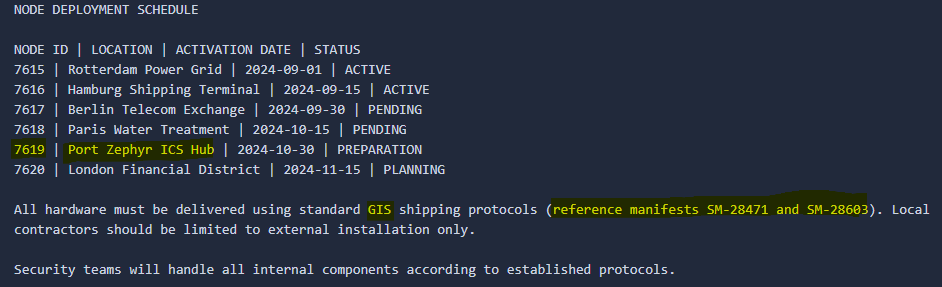 NODE DEPLOYMENT SCHEDULE
NODE ID | LOCATION | ACTIVATION DATE | STATUS
7615 | Rotterdam Power Grid | 2024-09-01 | ACTIVE
7616 | Hamburg Shipping Terminal | 2024-09-15 | ACTIVE
7617 | Berlin Telecom Exchange | 2024-09-30 | PENDING
7618 | Paris Water Treatment | 2024-10-15 | PENDING
7619 | Port Zephyr ICS Hub | 2024-10-30 | PREPARATION
7620 | London Financial District | 2024-11-15 | PLANNING
All hardware must be delivered using standard GIS shipping protocols (reference manifests SM-28471 and SM-28603). Local
contractors should be limited to external installation only.
Security teams will handle all internal components according to established protocols.